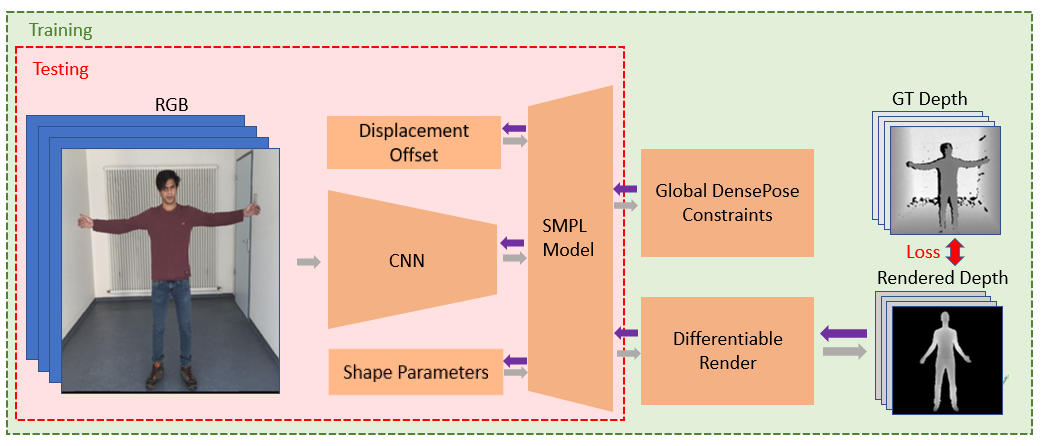 Training
Testing
RGB
Displacement
Offset
CNN
Shape Parameters
SMPL
Model
Global DensePose
Constraints
Differentiable
Render
GT Depth
Loss
Rendered Depth